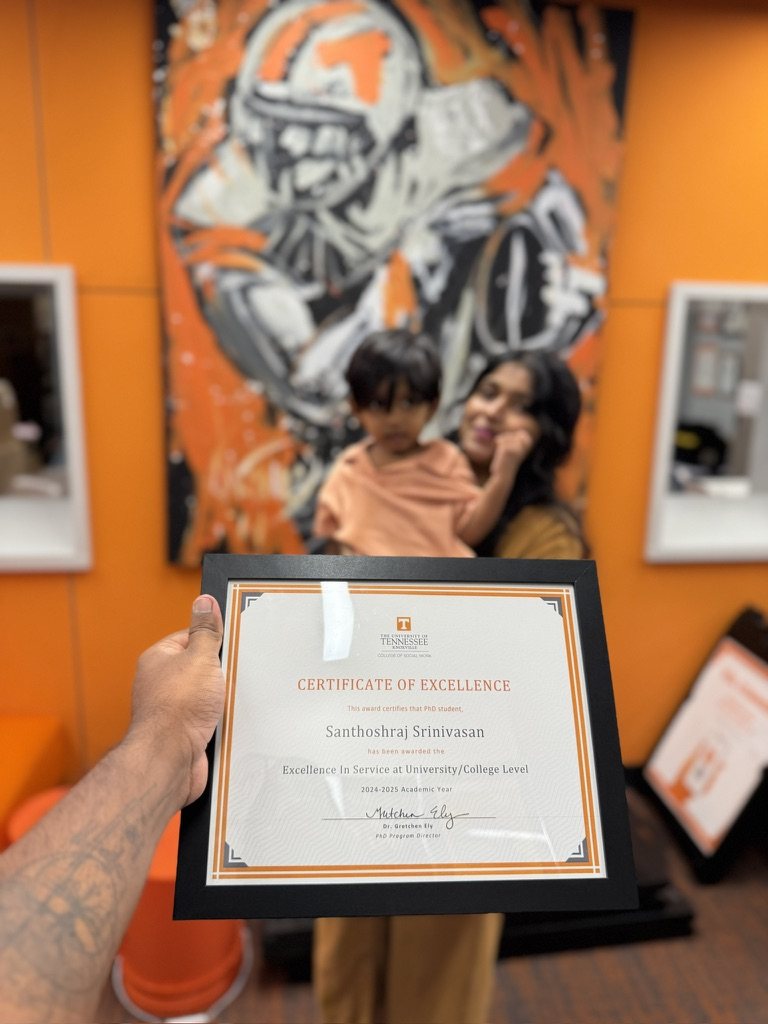 T
THE UNIVERSITY OF
TENNESSEE
KNOXVILLE
COLLEGE OF SOCIAL WORK
CERTIFICATE OF EXCELLENCE
This award certifies that PhD student,
Santhoshraj Srinivasan
has been awarded the
Excellence In Service at University/College Level
2024-2025 Academic Year
Gretchen Ely
Dr. Gretchen Ely
PhD Program Director